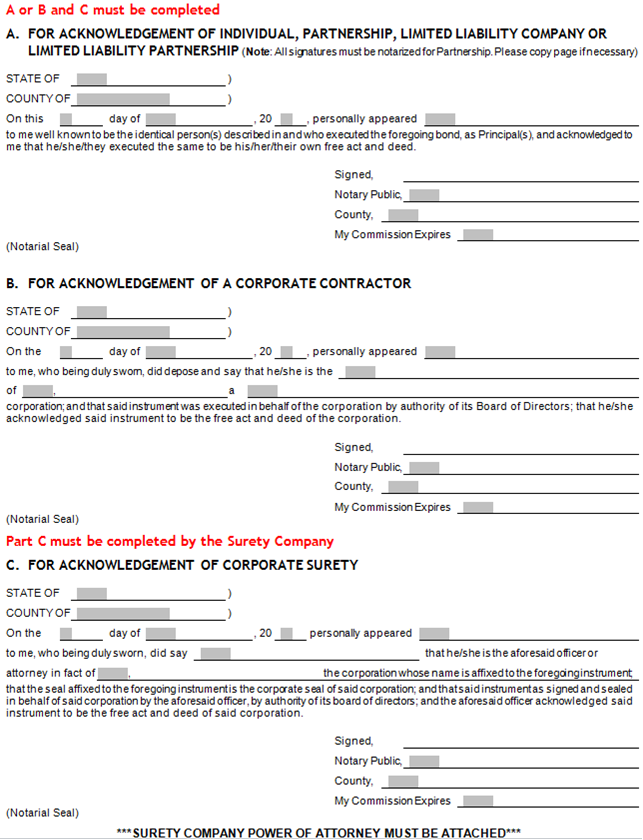 A or B and C must be completed
A. FOR ACKNOWLEDGEMENT OF INDIVIDUAL, PARTNERSHIP, LIMITED LIABILITY COMPANY OR
LIMITED LIABILITY PARTNERSHIP (Note: All signatures must be notarized for Partnership. Please copy page if necessary)
STATE OF )
COUNTY OF )
On this day of , 20 , personally appeared
to me well known to be the identical person(s) described in and who executed the foregoing bond, as Principal(s), and acknowledged to
me that he/she/they executed the same to be his/her/their own free act and deed.
Signed,
Notary Public,
County,
My Commission Expires
(Notarial Seal)
B. FOR ACKNOWLEDGEMENT OF A CORPORATE CONTRACTOR
STATE OF )
COUNTY OF )
On the day of , 20 , personally appeared
to me, who being duly sworn, did depose and say that he/she is the
of , a
corporation; and that said instrument was executed in behalf of the corporation by authority of its Board of Directors; that he/she
acknowledged said instrument to be the free act and deed of the corporation.
Signed,
Notary Public,
County,
My Commission Expires
(Notarial Seal)
Part C must be completed by the Surety Company
C. FOR ACKNOWLEDGEMENT OF CORPORATE SURETY
STATE OF )
COUNTY OF )
On the day of , 20 personally appeared
to me, who being duly sworn, did say that he/she is the aforesaid officer or
attorney in fact of , the corporation whose name is affixed to the foregoing instrument;
that the seal affixed to the foregoing instrument is the corporate seal of said corporation; and that said instrument as signed and sealed
in behalf of said corporation by the aforesaid officer, by authority of its board of directors; and the aforesaid officer acknowledged said
instrument to be the free act and deed of said corporation.
Signed,
Notary Public,
County,
My Commission Expires
(Notarial Seal)
***SURETY COMPANY POWER OF ATTORNEY MUST BE ATTACHED***